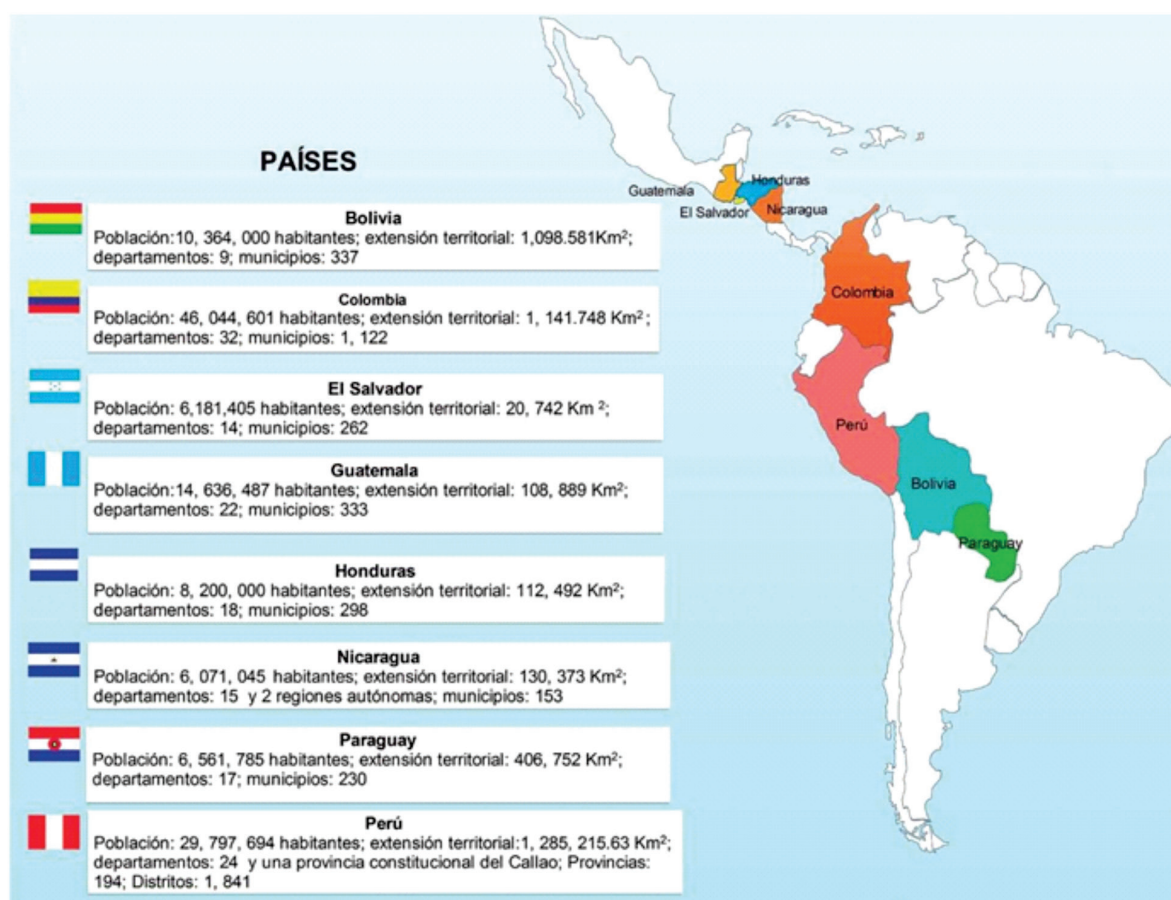 PAÍSES
Bolivia
Población:10, 364, 000 habitantes; extensión territorial: 1,098.581Km²;
departamentos: 9; municipios: 337
Colombia
Población: 46, 044, 601 habitantes; extensión territorial: 1, 141.748 Km²;
departamentos: 32; municipios: 1, 122
El Salvador
Población: 6,181,405 habitantes; extensión territorial: 20, 742 Km ²;
departamentos: 14; municipios: 262
Guatemala
Población:14, 636, 487 habitantes; extensión territorial: 108, 889 Km²;
departamentos: 22; municipios: 333
Honduras
Población: 8, 200, 000 habitantes; extensión territorial: 112, 492 Km²;
departamentos: 18; municipios: 298
Nicaragua
Población: 6, 071, 045 habitantes; extensión territorial: 130, 373 Km²;
departamentos: 15 y 2 regiones autónomas; municipios: 153
Paraguay
Población: 6, 561, 785 habitantes; extensión territorial: 406, 752 Km²;
departamentos: 17; municipios: 230
Perú
Población: 29, 797, 694 habitantes; extensión territorial:1, 285, 215.63 Km²;
departamentos: 24 y una provincia constitucional del Callao; Provincias:
194; Distritos: 1, 841
Guatemala
Honduras
El Salvador
Nicaragua
Colombia
Perú
Bolivia
Paraguay